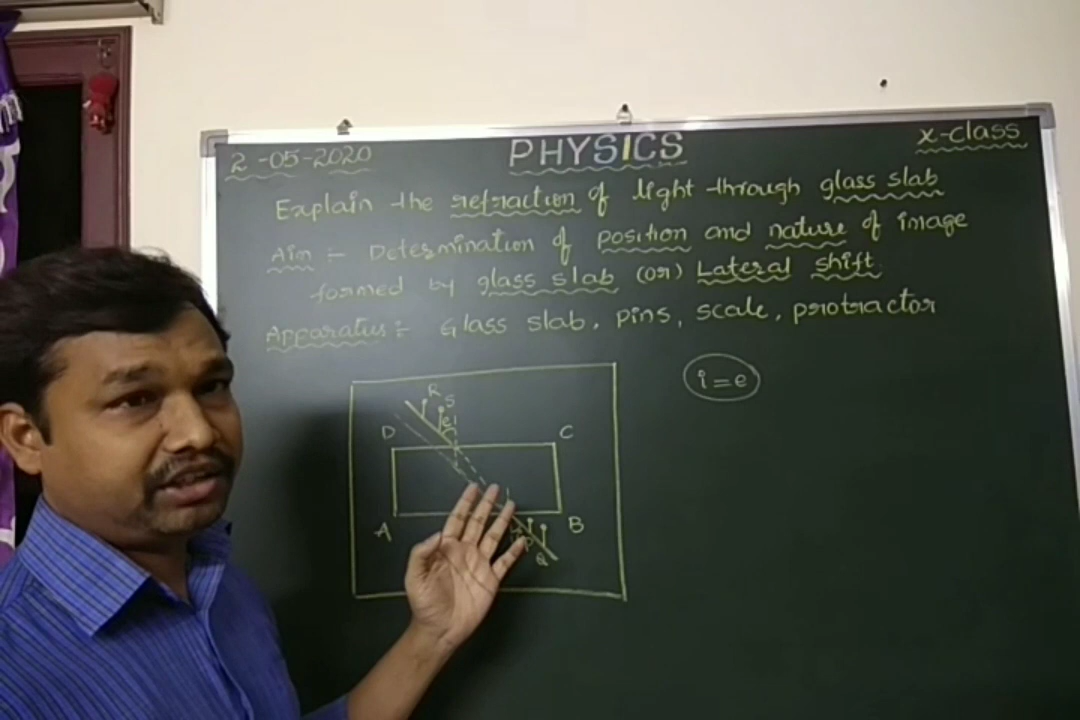 2-05-2020
PHYSICS
X-class
Explain the refraction of light through glass slab
Aim :- Determination of position and nature of image
formed by glass slab (or) Lateral shift
Apparatus :- Glass slab, pins, scale, protractor
i=e
R
S
e
D
C
A
B
P
Q